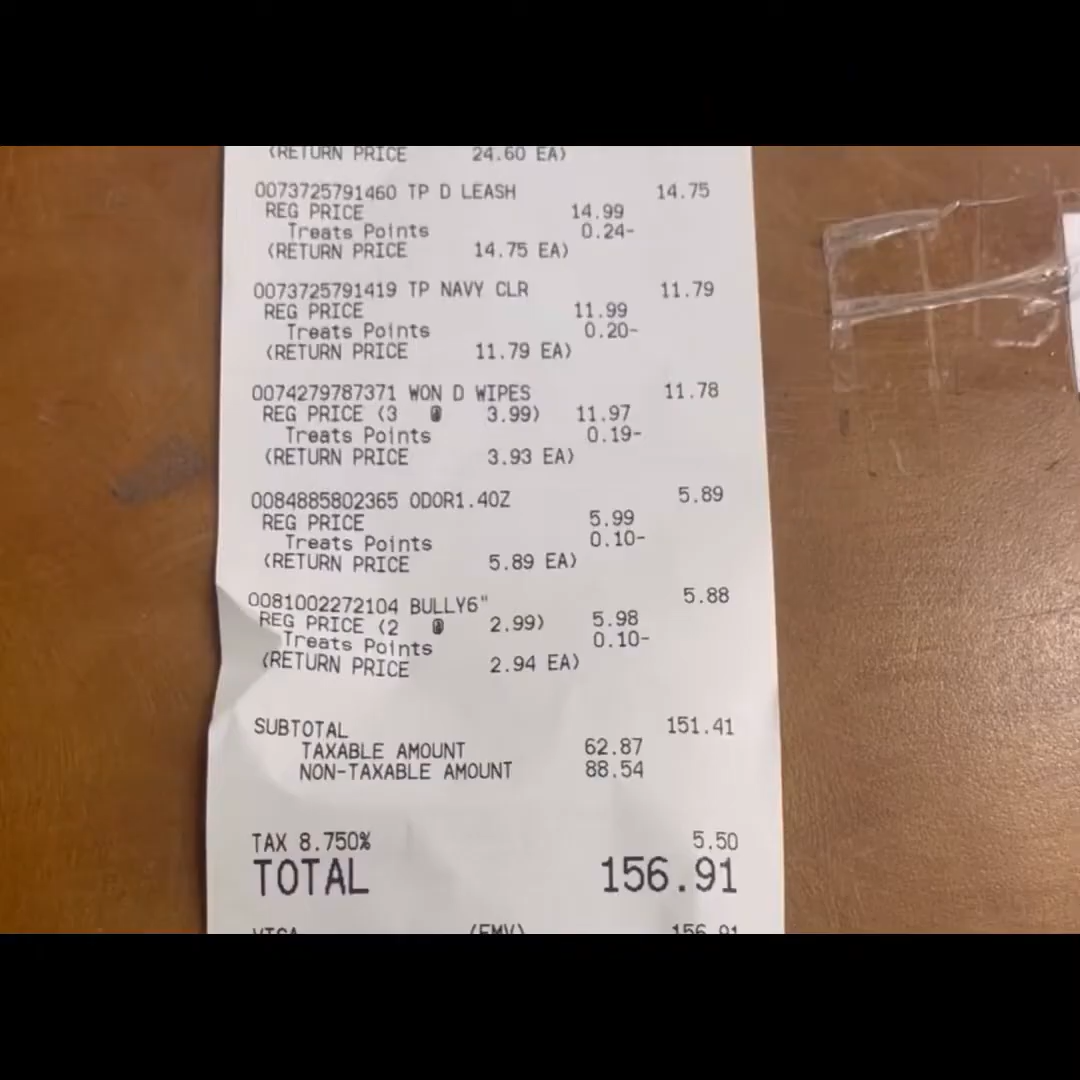 (RETURN PRICE 24.60 EA)
0073725791460 TP D LEASH 14.75
REG PRICE 14.99
Treats Points 0.24-
(RETURN PRICE 14.75 EA)
0073725791419 TP NAVY CLR 11.79
REG PRICE 11.99
Treats Points 0.20-
(RETURN PRICE 11.79 EA)
0074279787371 WON D WIPES 11.78
REG PRICE (3 @ 3.99) 11.97
Treats Points 0.19-
(RETURN PRICE 3.93 EA)
0084885802365 ODOR1.4OZ 5.89
REG PRICE 5.99
Treats Points 0.10-
(RETURN PRICE 5.89 EA)
0081002272104 BULLY6" 5.88
REG PRICE (2 @ 2.99) 5.98
Treats Points 0.10-
(RETURN PRICE 2.94 EA)
SUBTOTAL 151.41
TAXABLE AMOUNT 62.87
NON-TAXABLE AMOUNT 88.54
TAX 8.750% 5.50
TOTAL 156.91
VISA (EMV) 156.91